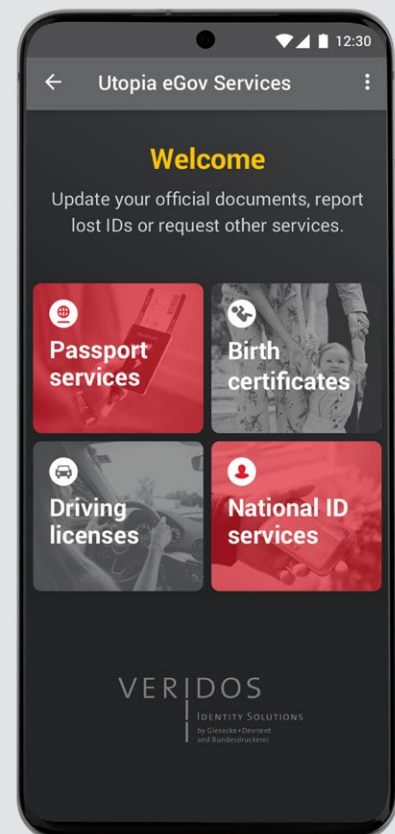 12:30
Utopia eGov Services
Welcome
Update your official documents, report
lost IDs or request other services.
Passport
services
Birth
certificates
Driving
licenses
National ID
services
VERIDOS
IDENTITY SOLUTIONS
by Giesecke+Devrient
and Bundesdruckerei